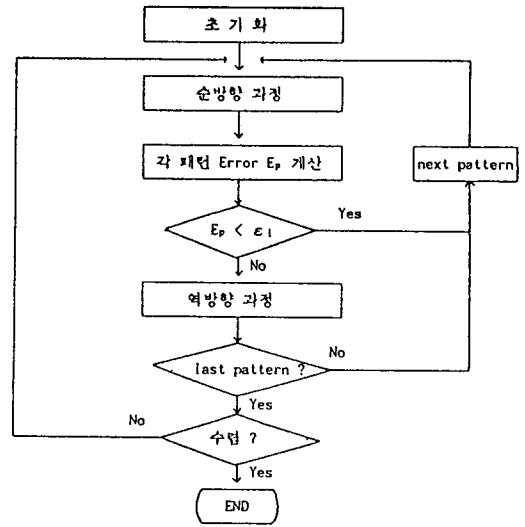 초 기 화
순방향 과정
각 패턴 Error Eₚ 계산
next pattern
Eₚ < ε₁
Yes
No
역방향 과정
last pattern ?
No
Yes
수렴 ?
No
Yes
END